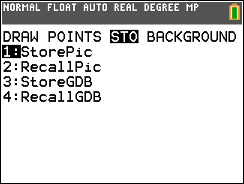 NORMAL FLOAT AUTO REAL DEGREE MP
DRAW POINTS STO BACKGROUND
1:StorePic
2:RecallPic
3:StoreGDB
4:RecallGDB